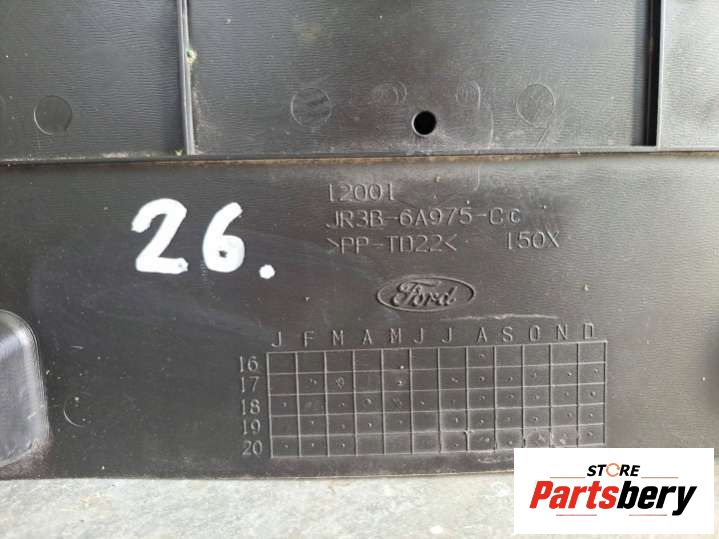 26.
12001
JR3B-6A975-Cc
>PP-TD22< 150X
Ford
J F M A M J J A S O N D
16
17
18
19
20
STORE
Partsbery